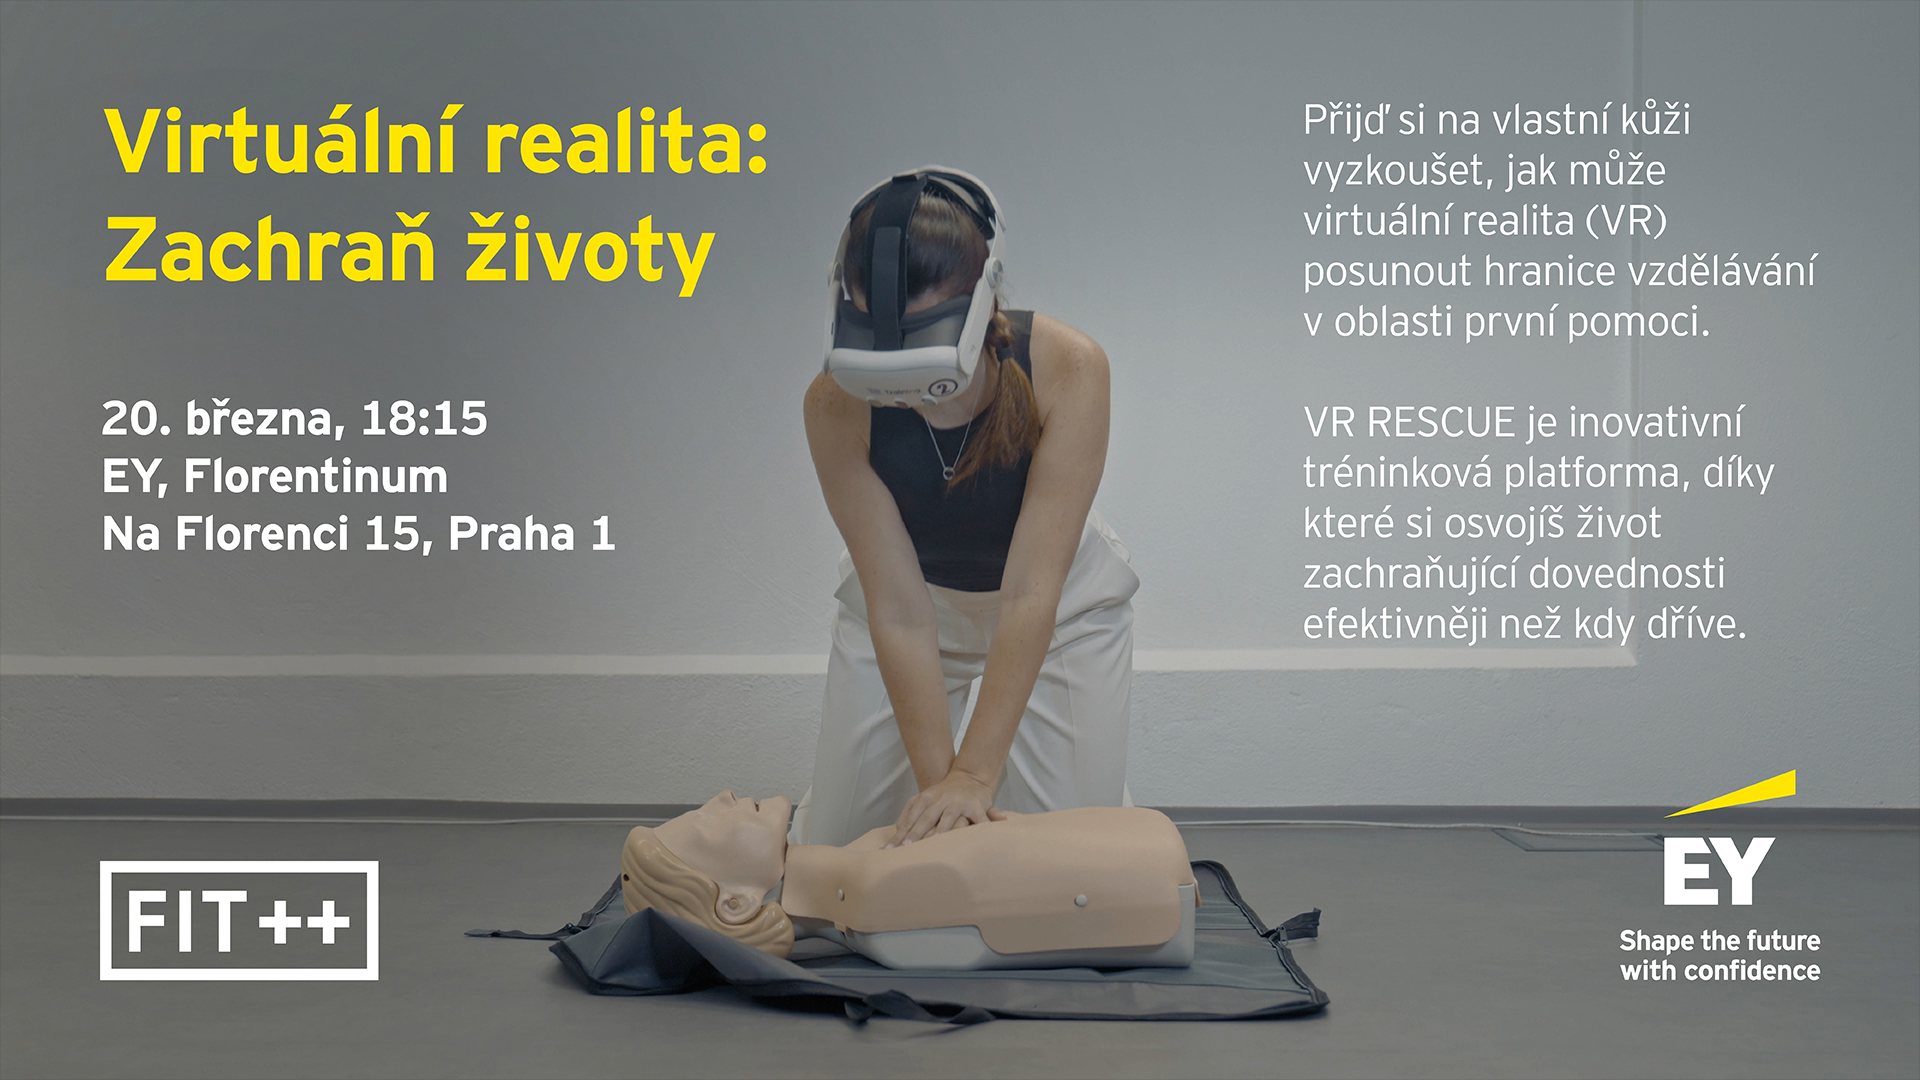 Virtuální realita:
Zachraň životy
20. března, 18:15
EY, Florentinum
Na Florenci 15, Praha 1
Přijď si na vlastní kůži
vyzkoušet, jak může
virtuální realita (VR)
posunout hranice vzdělávání
v oblasti první pomoci.
VR RESCUE je inovativní
tréninková platforma, díky
které si osvojíš život
zachraňující dovednosti
efektivněji než kdy dříve.
2
FIT++
EY
Shape the future
with confidence